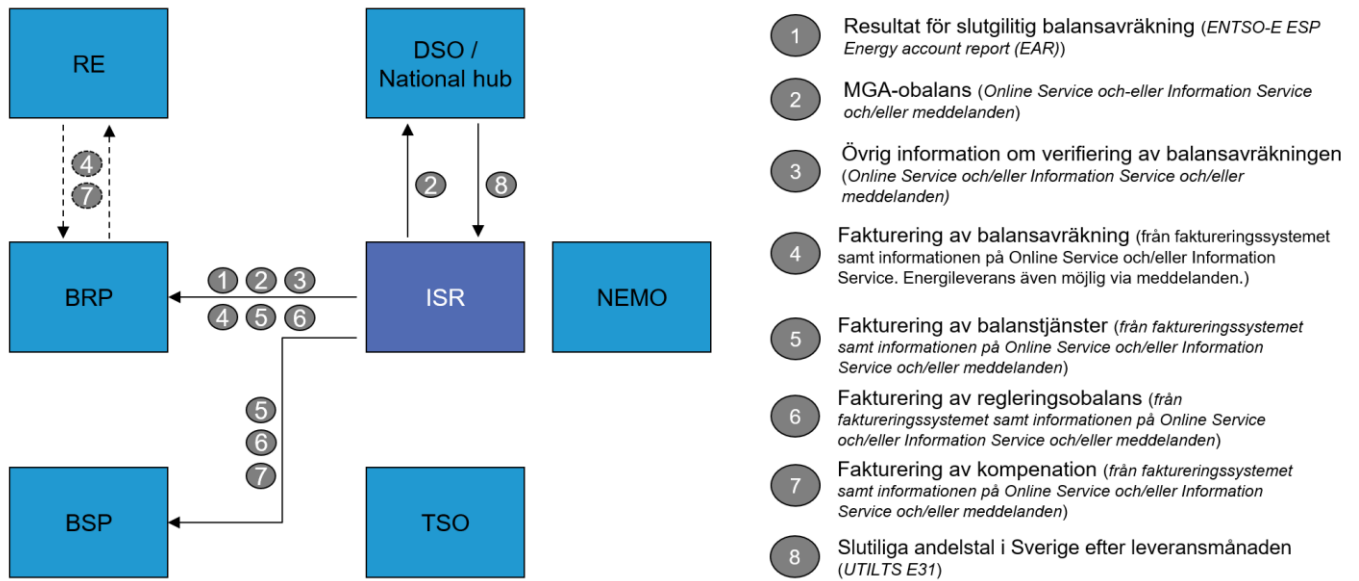 RE
DSO /
National hub
4
7
2
8
BRP
1 2 3
4 5 6
ISR
NEMO
5
6
7
BSP
TSO
1 Resultat för slutgilitig balansavräkning (ENTSO-E ESP
Energy account report (EAR))
2 MGA-obalans (Online Service och-eller Information Service
och/eller meddelanden)
3 Övrig information om verifiering av balansavräkningen
(Online Service och/eller Information Service och/eller
meddelanden)
4 Fakturering av balansavräkning (från faktureringssystemet
samt informationen på Online Service och/eller Information
Service. Energileverans även möjlig via meddelanden.)
5 Fakturering av balanstjänster (från faktureringssystemet
samt informationen på Online Service och/eller Information
Service och/eller meddelanden)
6 Fakturering av regleringsobalans (från
faktureringssystemet samt informationen på Online Service
och/eller Information Service och/eller meddelanden)
7 Fakturering av kompenation (från faktureringssystemet
samt informationen på Online Service och/eller Information
Service och/eller meddelanden)
8 Slutiliga andelstal i Sverige efter leveransmånaden
(UTILTS E31)